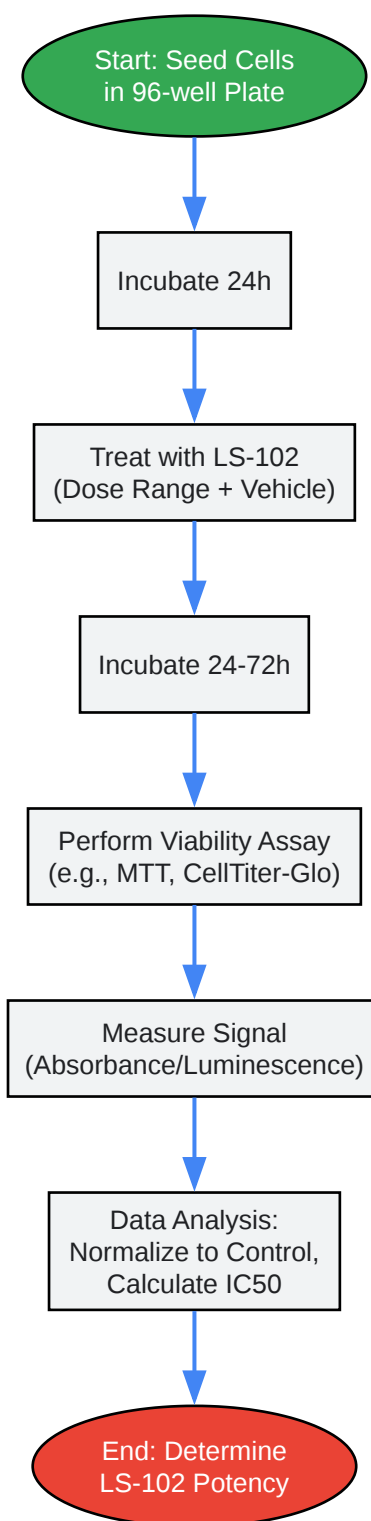 Start: Seed Cells
in 96-well Plate
Incubate 24h
Treat with LS-102
(Dose Range + Vehicle)
Incubate 24-72h
Perform Viability Assay
(e.g., MTT, CellTiter-Glo)
Measure Signal
(Absorbance/Luminescence)
Data Analysis:
Normalize to Control,
Calculate IC50
End: Determine
LS-102 Potency